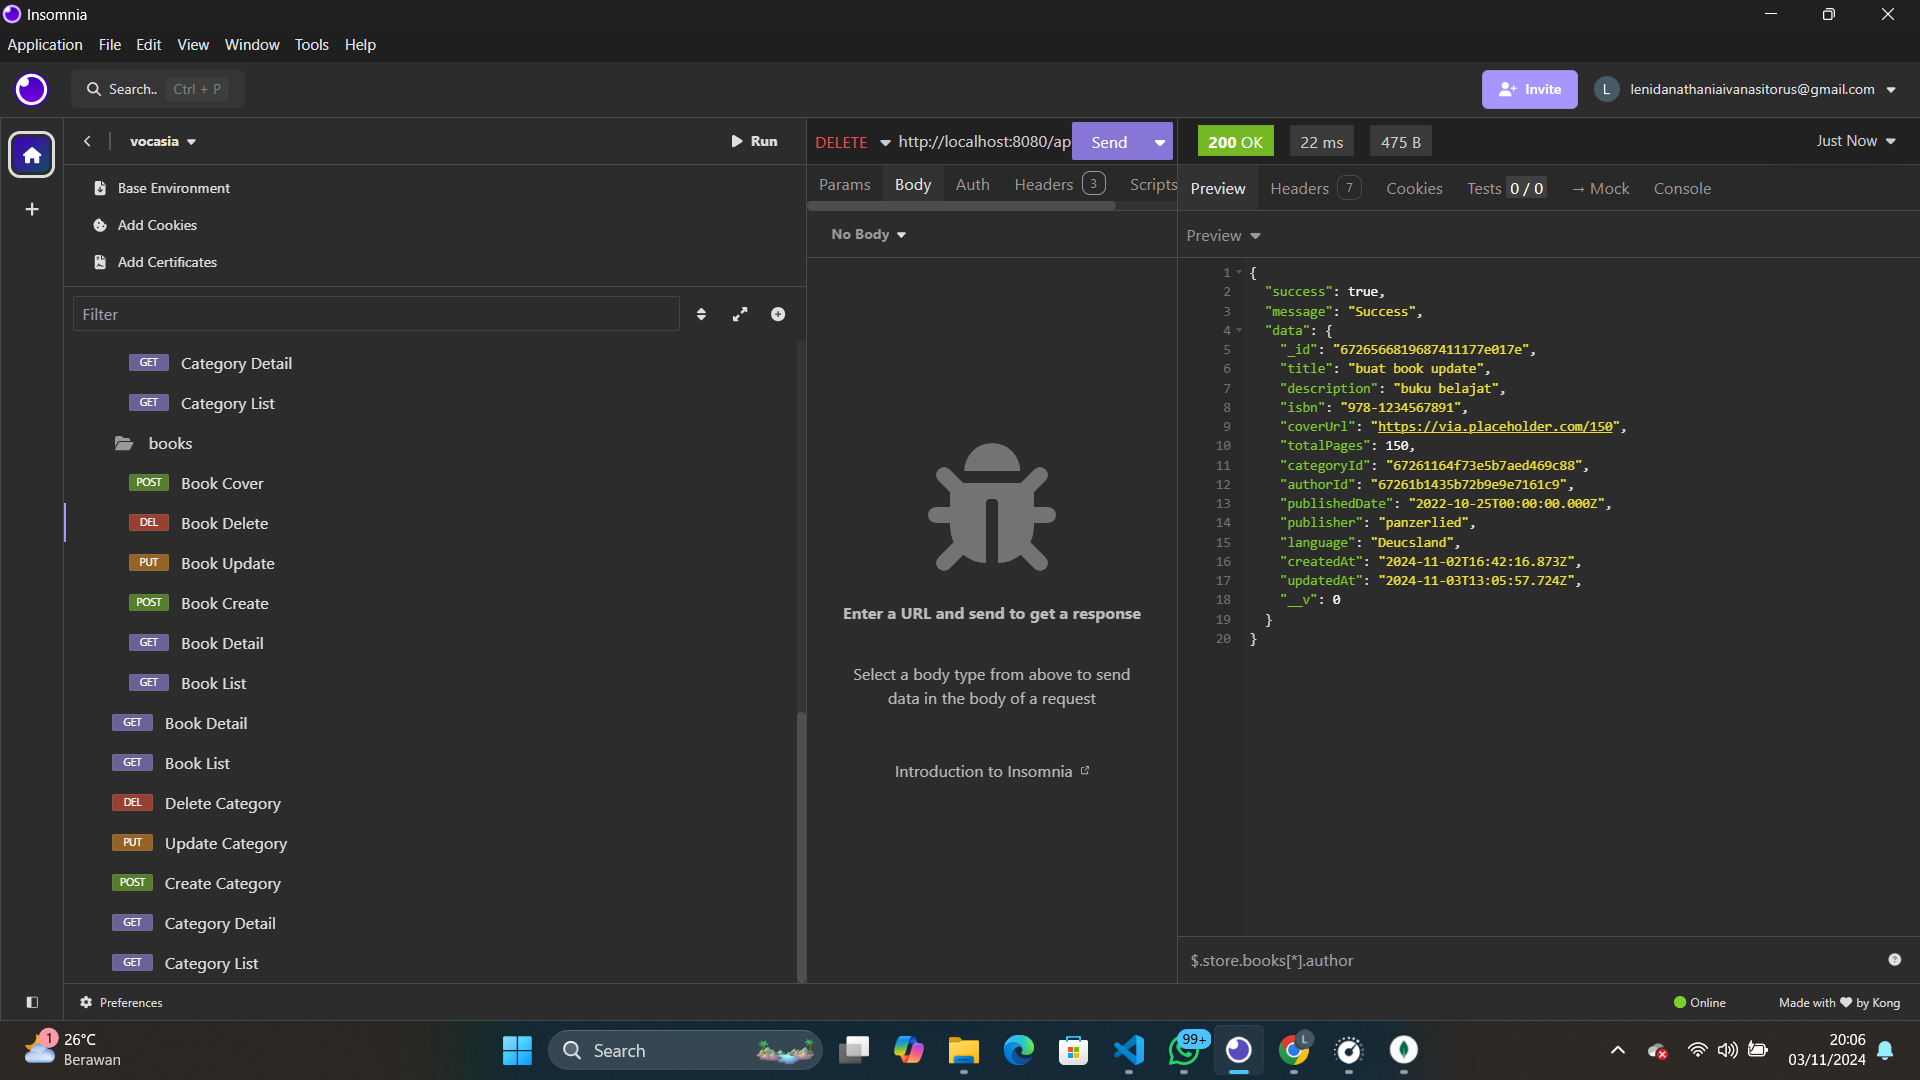 Insomnia
Application File Edit View Window Tools Help
Search.. Ctrl + P
Invite
L lenidanathaniaivanasitorus@gmail.com
vocasia
Run
Base Environment
Add Cookies
Add Certificates
Filter
GET Category Detail
GET Category List
books
POST Book Cover
DEL Book Delete
PUT Book Update
POST Book Create
GET Book Detail
GET Book List
GET Book Detail
GET Book List
DEL Delete Category
PUT Update Category
POST Create Category
GET Category Detail
GET Category List
Preferences
DELETE http://localhost:8080/ap Send
Params Body Auth Headers 3 Scripts
No Body
Enter a URL and send to get a response
Select a body type from above to send
data in the body of a request
Introduction to Insomnia
200 OK 22 ms 475 B Just Now
Preview Headers 7 Cookies Tests 0 / 0 → Mock Console
Preview
1 {
2 "success": true,
3 "message": "Success",
4 "data": {
5 "_id": "6726566819687411177e017e",
6 "title": "buat book update",
7 "description": "buku belajat",
8 "isbn": "978-1234567891",
9 "coverUrl": "https://via.placeholder.com/150",
10 "totalPages": 150,
11 "categoryId": "67261164f73e5b7aed469c88",
12 "authorId": "67261b1435b72b9e9e7161c9",
13 "publishedDate": "2022-10-25T00:00:00.000Z",
14 "publisher": "panzerlied",
15 "language": "Deucsland",
16 "createdAt": "2024-11-02T16:42:16.873Z",
17 "updatedAt": "2024-11-03T13:05:57.724Z",
18 "__v": 0
19 }
20 }
$.store.books[*].author
?
Online
Made with ♥ by Kong
1
26°C
Berawan
Search
99+
L
20:06
03/11/2024